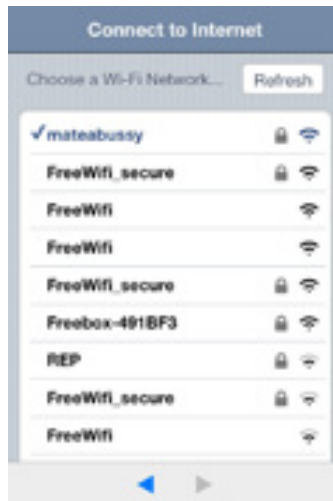 Connect to Internet
Choose a Wi-Fi Network...
Refresh
✓mateabussy
FreeWifi_secure
FreeWifi
FreeWifi
FreeWifi_secure
Freebox-491BF3
REP
FreeWifi_secure
FreeWifi